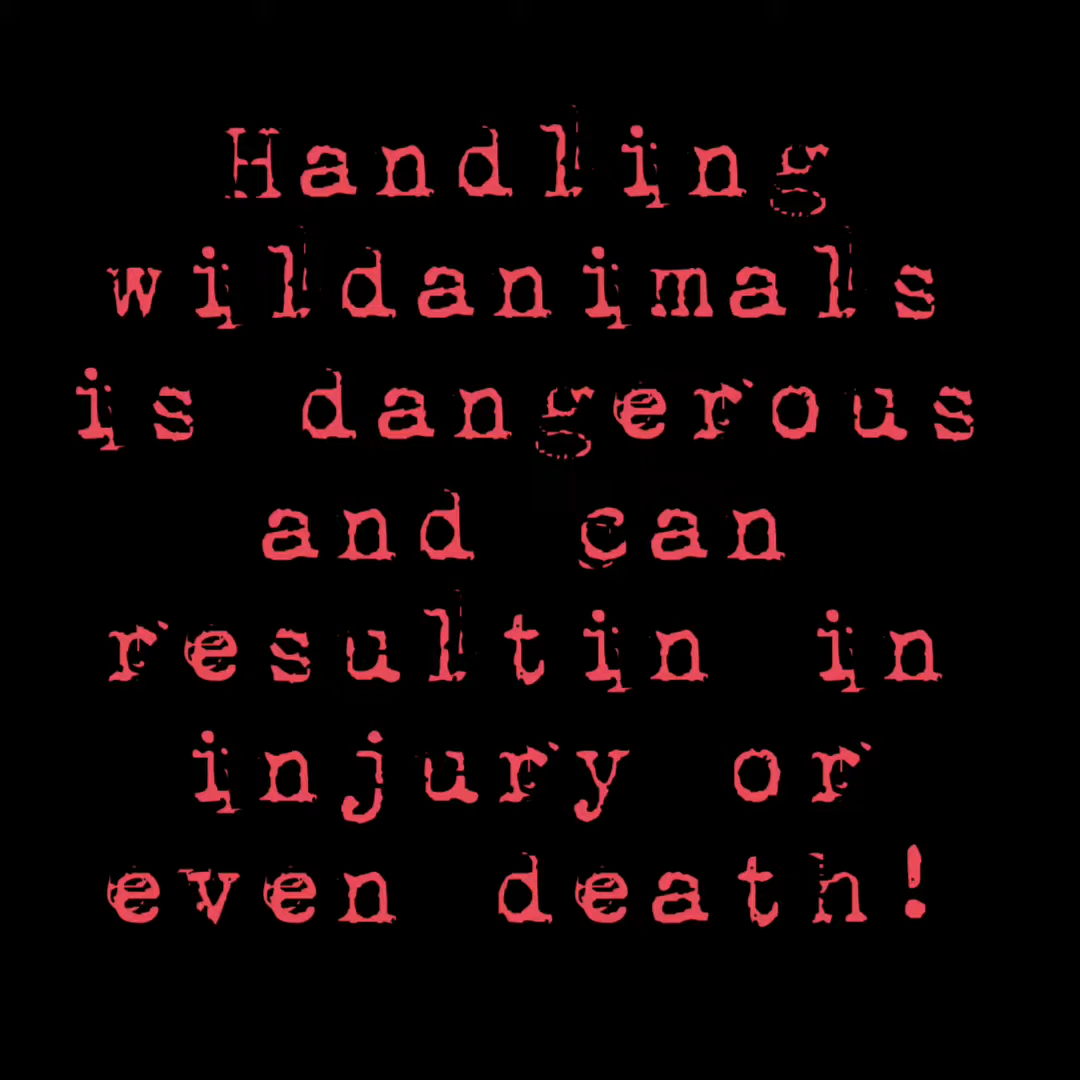 Handling
wildanimals
is dangerous
and can
resultin in
injury or
even death!